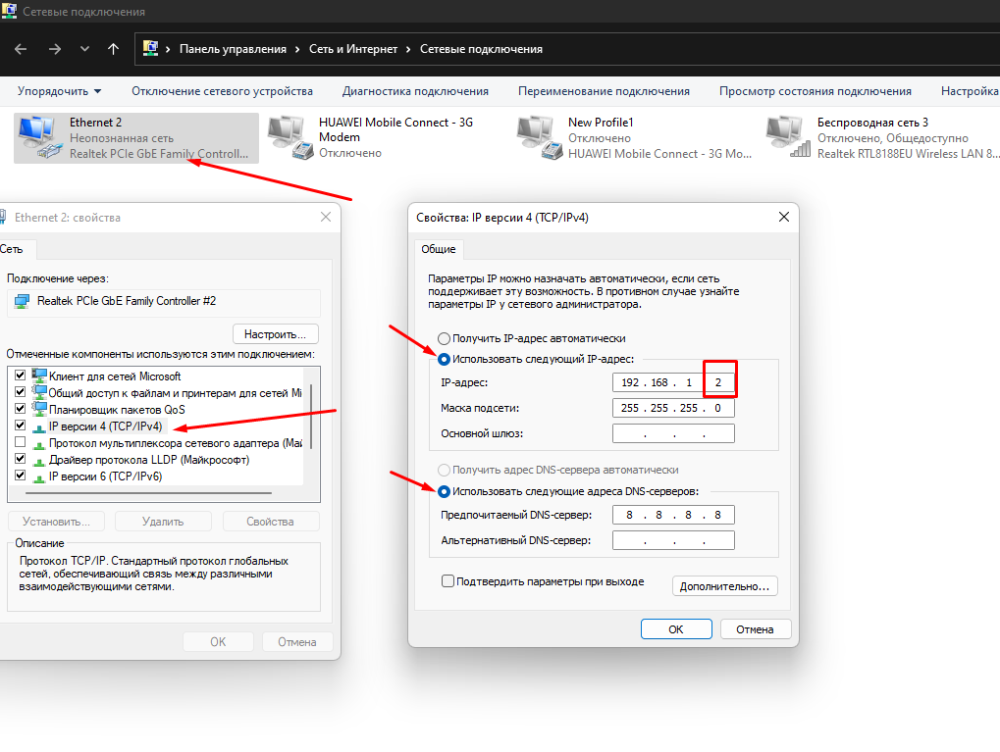 Сетевые подключения
Панель управления > Сеть и Интернет > Сетевые подключения
Упорядочить Отключение сетевого устройства Диагностика подключения Переименование подключения Просмотр состояния подключения Настройка
Ethernet 2
Неопознанная сеть
Realtek PCIe GbE Family Controll...
HUAWEI Mobile Connect - 3G
Modem
Отключено
New Profile1
Отключено
HUAWEI Mobile Connect - 3G Mo...
Беспроводная сеть 3
Отключено, Общедоступно
Realtek RTL8188EU Wireless LAN 8...
Ethernet 2: свойства
Сеть
Подключение через:
Realtek PCIe GbE Family Controller #2
Настроить...
Отмеченные компоненты используются этим подключением:
Клиент для сетей Microsoft
Общий доступ к файлам и принтерам для сетей Mi
Планировщик пакетов QoS
IP версии 4 (TCP/IPv4)
Протокол мультиплексора сетевого адаптера (Май
Драйвер протокола LLDP (Майкрософт)
IP версии 6 (TCP/IPv6)
Установить... Удалить Свойства
Описание
Протокол TCP/IP. Стандартный протокол глобальных
сетей, обеспечивающий связь между различными
взаимодействующими сетями.
ОК Отмена
Свойства: IP версии 4 (TCP/IPv4)
Общие
Параметры IP можно назначать автоматически, если сеть
поддерживает эту возможность. В противном случае узнайте
параметры IP у сетевого администратора.
Получить IP-адрес автоматически
Использовать следующий IP-адрес:
IP-адрес: 192 . 168 . 1 2
Маска подсети: 255 . 255 . 255 . 0
Основной шлюз: . . .
Получить адрес DNS-сервера автоматически
Использовать следующие адреса DNS-серверов:
Предпочитаемый DNS-сервер: 8 . 8 . 8 . 8
Альтернативный DNS-сервер: . . .
Подтвердить параметры при выходе
Дополнительно...
ОК Отмена